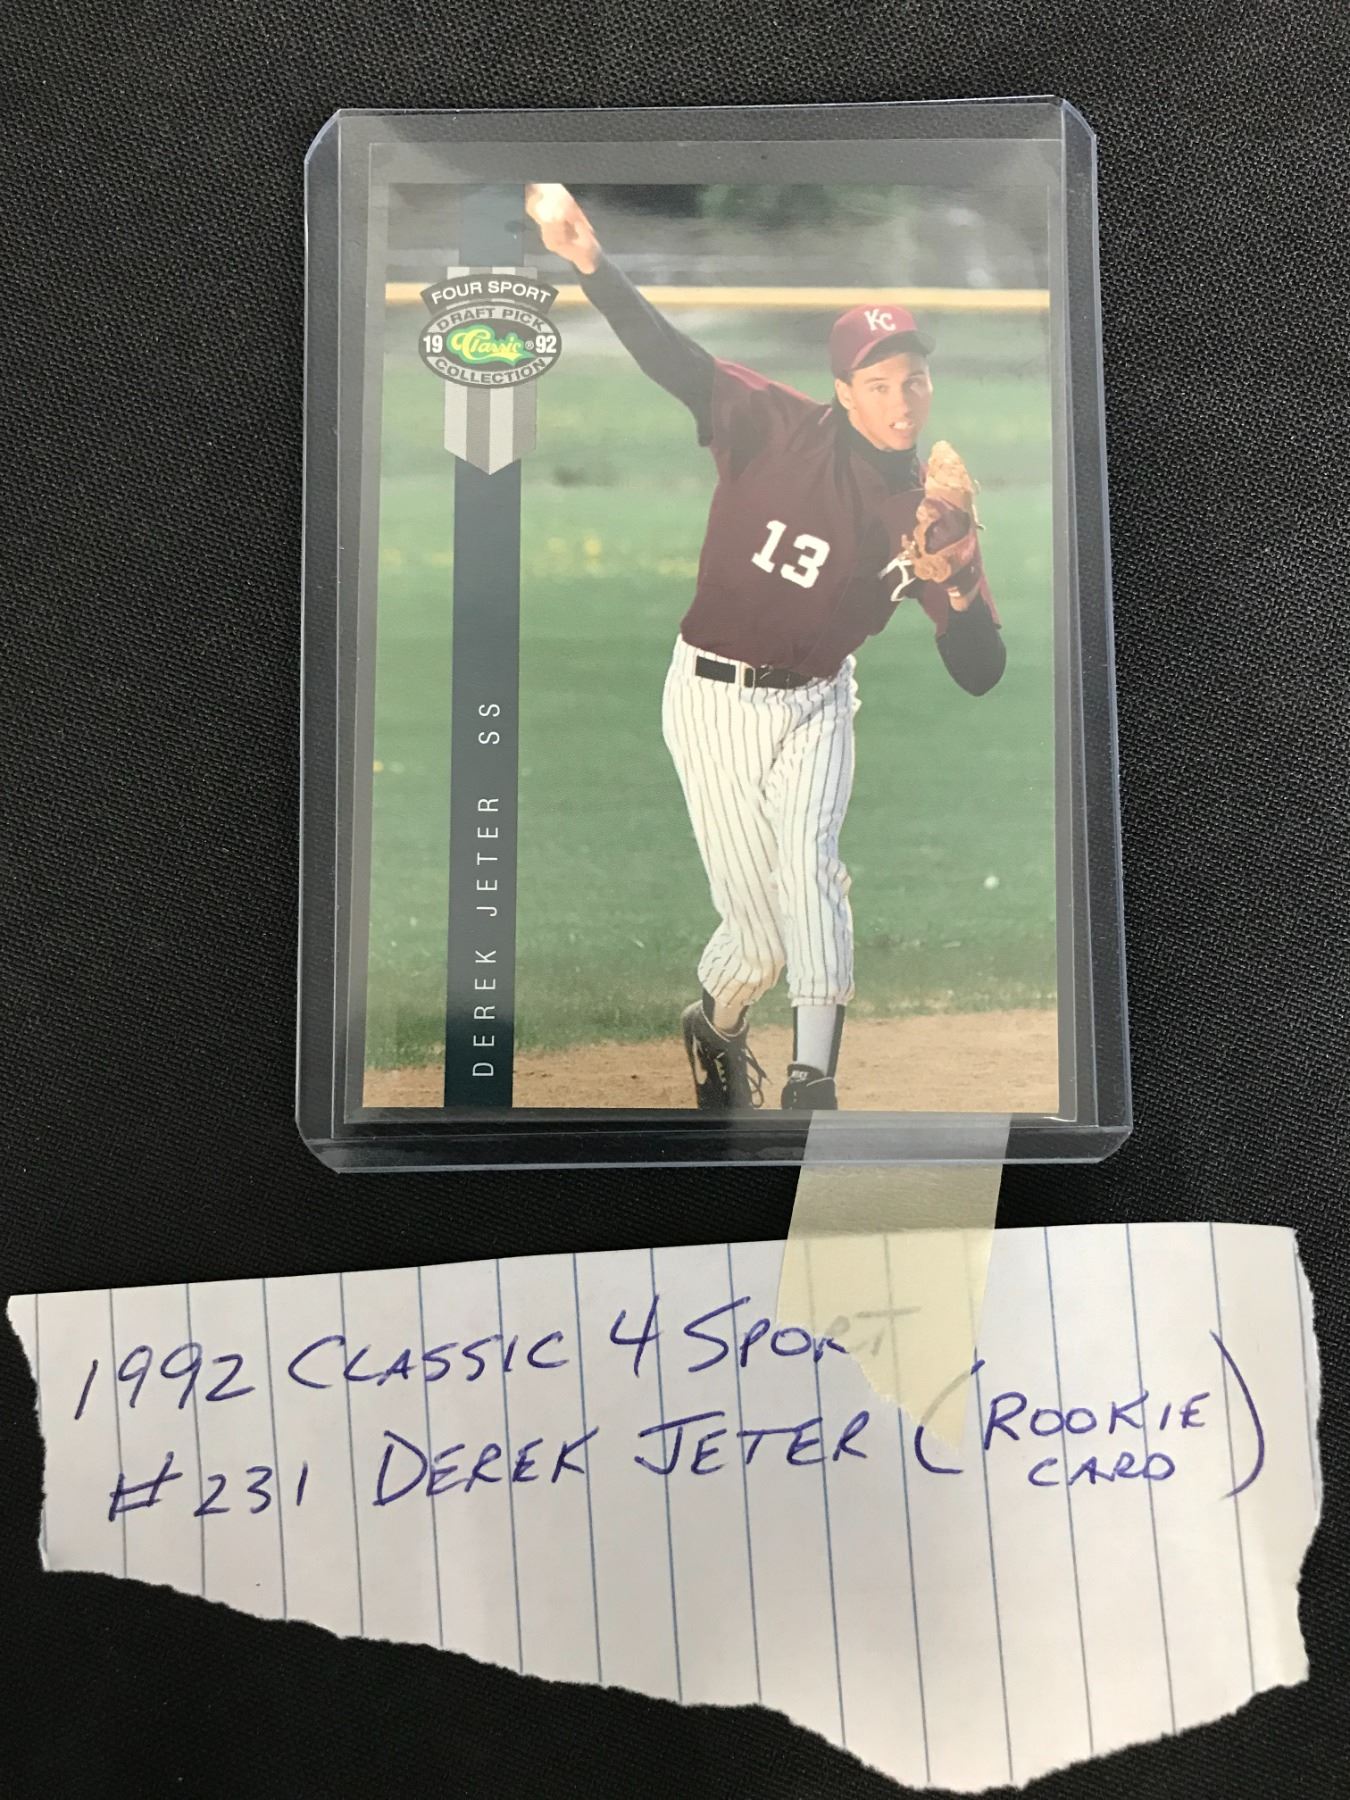 FOUR SPORT
DRAFT PICK
19 Classic® 92
COLLECTION
KC
13
DEREK JETER SS
1992 CLASSIC 4 SPORT
#231 DEREK JETER (ROOKIE
CARD)